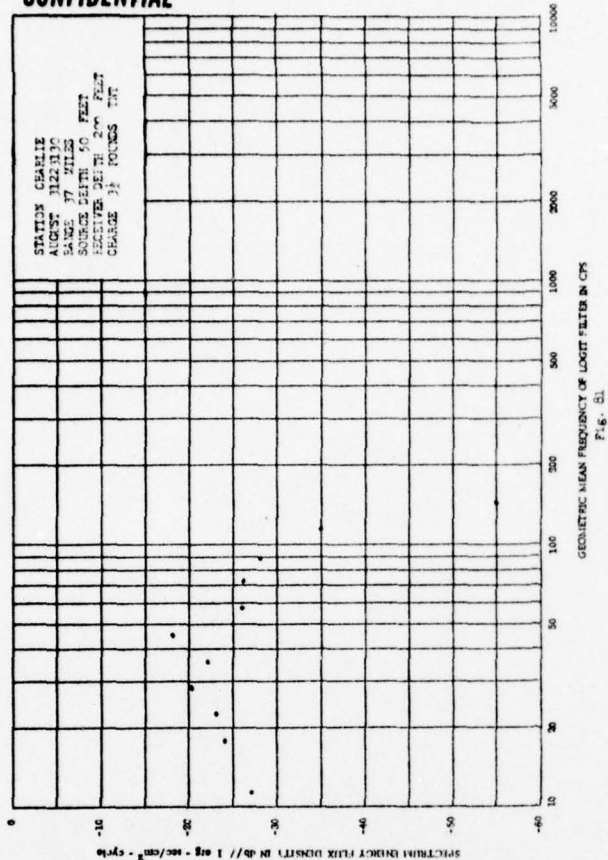 CONFIDENTIAL
STATION CHARLIE
AUGUST 31223130
RANGE 37 MILES
SOURCE DEPTH 50 FEET
RECEIVER DEPTH 200 FEET
CHARGE 3½ POUNDS TNT
SPECTRUM ENERGY FLUX DENSITY IN db// 1 erg - sec/cm² - cycle
0
-10
-20
-30
-40
-50
-60
10
20
50
100
200
500
1000
2000
5000
10000
GEOMETRIC MEAN FREQUENCY OF LOGIT FILTER IN CPS
Fig. 81